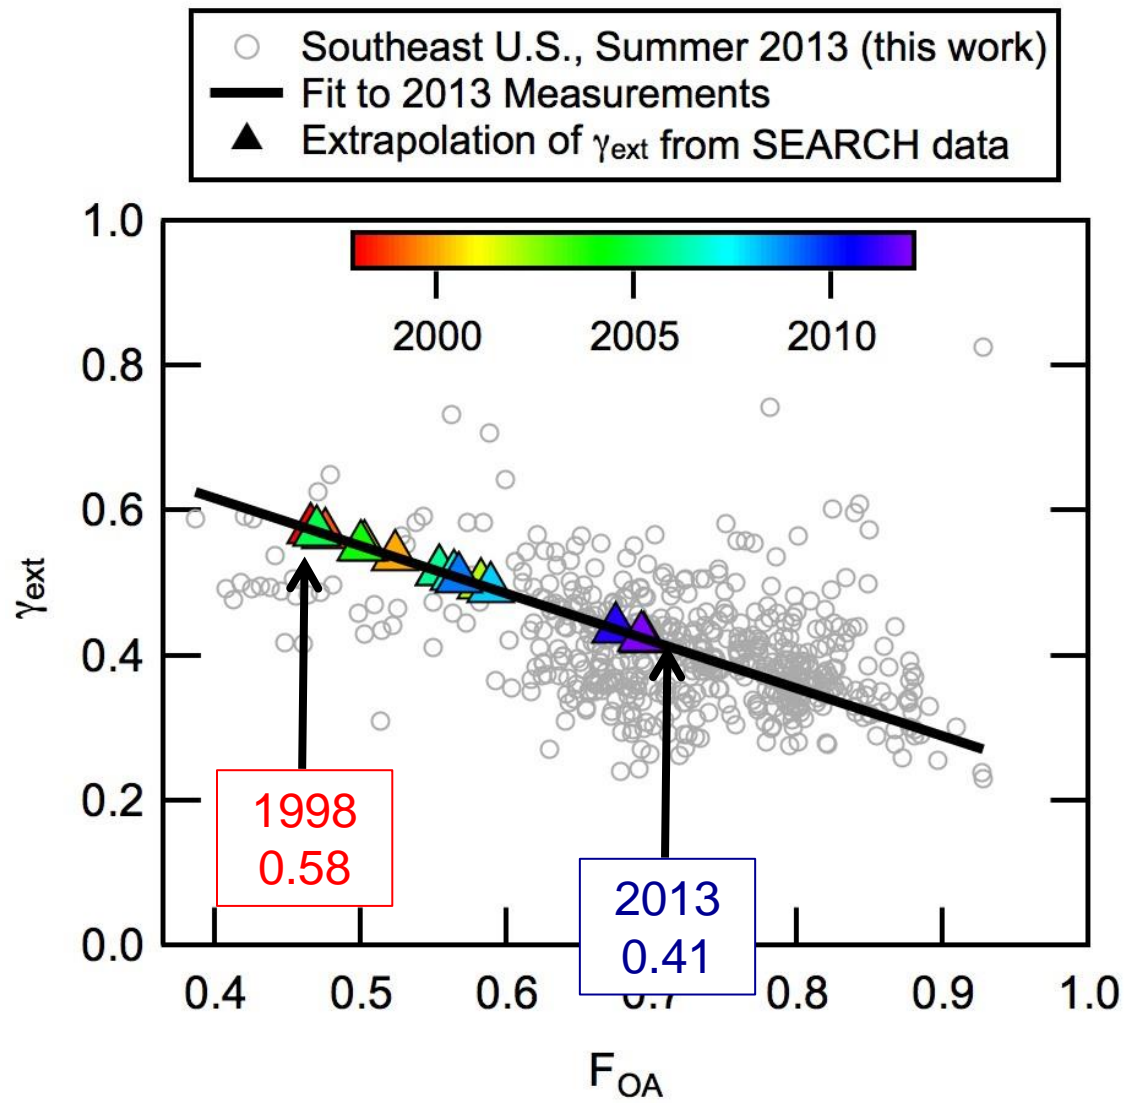 Southeast U.S., Summer 2013 (this work)
Fit to 2013 Measurements
Extrapolation of γext from SEARCH data
1.0
0.8
0.6
0.4
0.2
0.0
γext
2000 2005 2010
1998
0.58
2013
0.41
0.4 0.5 0.6 0.7 0.8 0.9 1.0
FOA